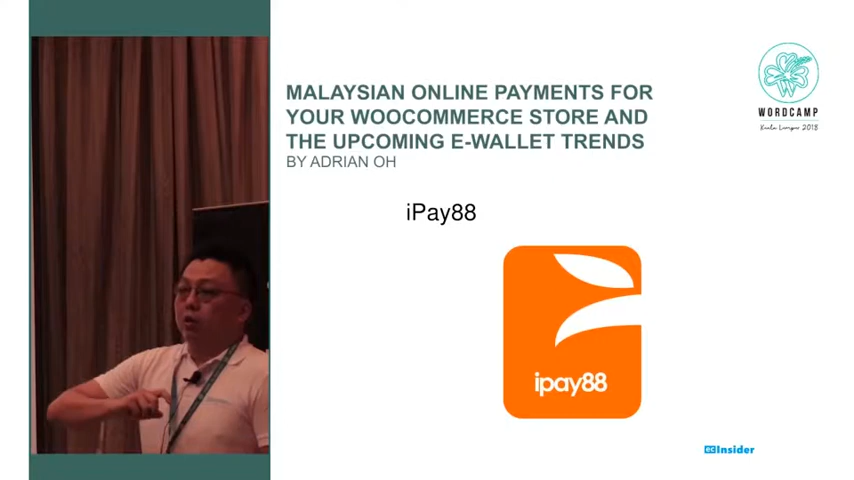 MALAYSIAN ONLINE PAYMENTS FOR
YOUR WOOCOMMERCE STORE AND
THE UPCOMING E-WALLET TRENDS
BY ADRIAN OH
WORDCAMP
Kuala Lumpur 2018
iPay88
ipay88
ecInsider